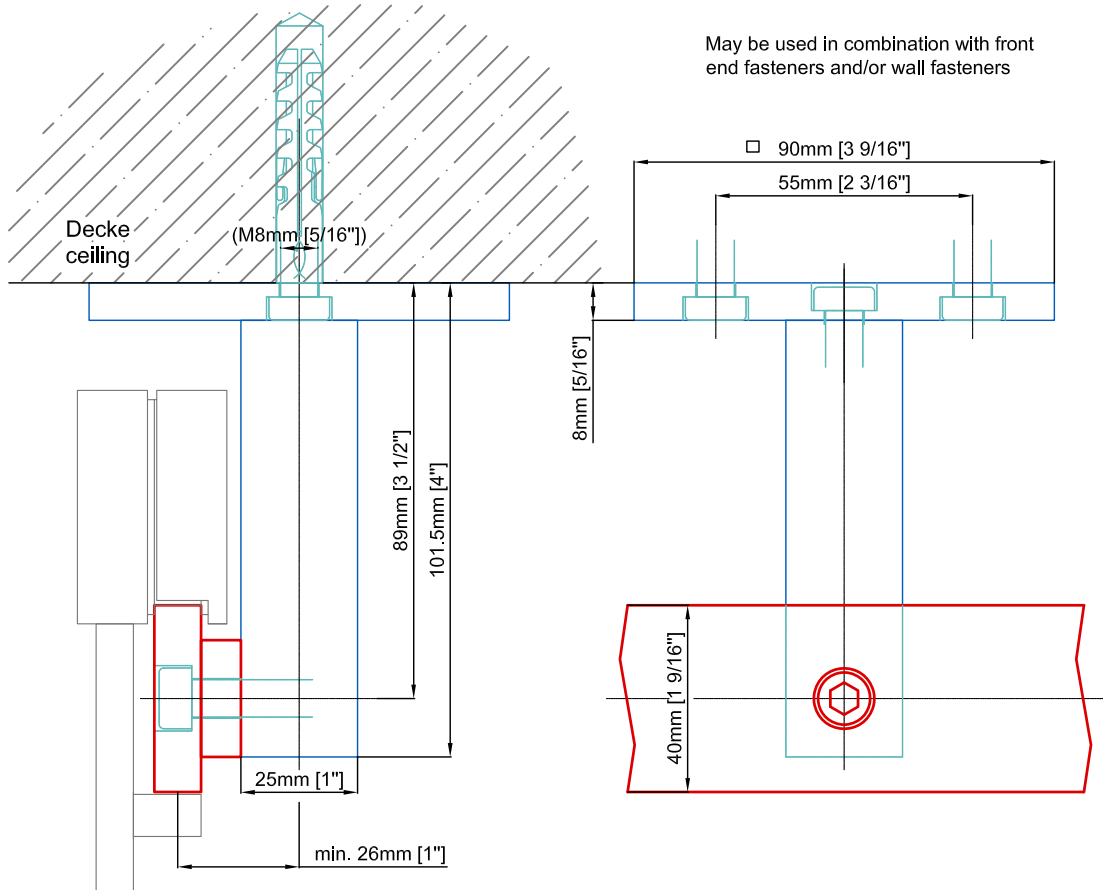 May be used in combination with front
end fasteners and/or wall fasteners
90mm [3 9/16"]
55mm [2 3/16"]
Decke
ceiling
(M8mm [5/16"])
8mm [5/16"]
89mm [3 1/2"]
101.5mm [4"]
40mm [1 9/16"]
25mm [1"]
min. 26mm [1"]